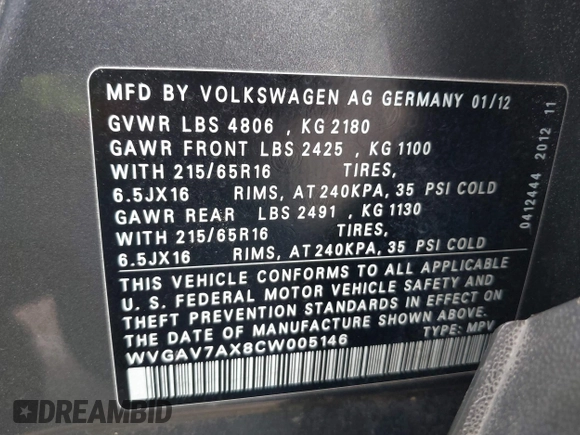 MFD BY VOLKSWAGEN AG GERMANY 01/12
GVWR LBS 4806 , KG 2180
GAWR FRONT LBS 2425 , KG 1100
WITH 215/65R16 TIRES,
6.5JX16 RIMS, AT 240KPA, 35 PSI COLD
GAWR REAR LBS 2491 , KG 1130
WITH 215/65R16 TIRES,
6.5JX16 RIMS, AT 240KPA, 35 PSI COLD
THIS VEHICLE CONFORMS TO ALL APPLICABLE
U. S. FEDERAL MOTOR VEHICLE SAFETY AND
THEFT PREVENTION STANDARDS IN EFFECT ON
THE DATE OF MANUFACTURE SHOWN ABOVE
WVGAV7AX8CW005146 TYPE: MPV
0412444 2012 11
DREAMBID